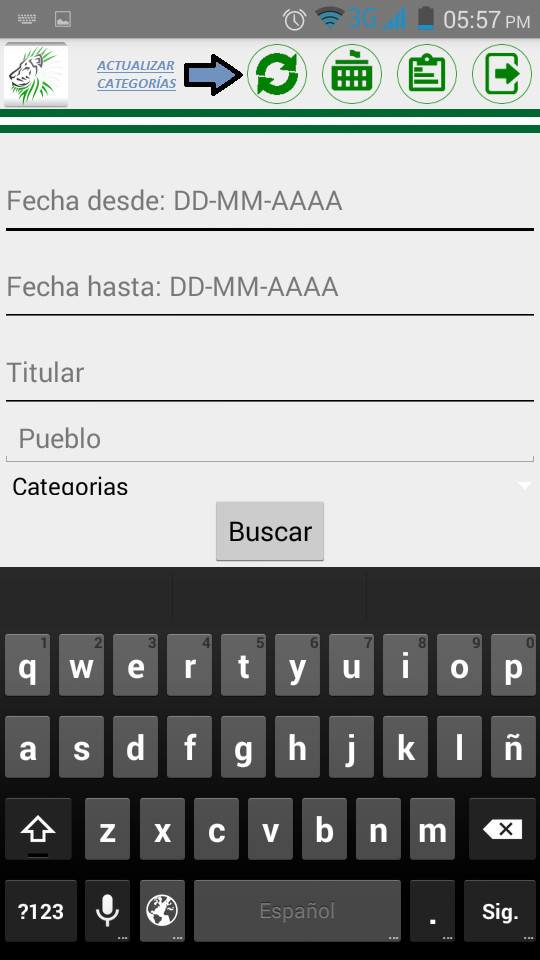 3G 05:57 PM
ACTUALIZAR
CATEGORÍAS
Fecha desde: DD-MM-AAAA
Fecha hasta: DD-MM-AAAA
Titular
Pueblo
Categorias
Buscar
1 2 3 4 5 6 7 8 9 0
q w e r t y u i o p
a s d f g h j k l ñ
z x c v b n m
?123 Español . Sig.